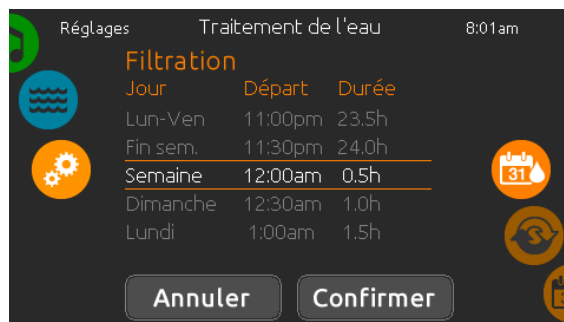 Réglages Traitement de l'eau 8:01am
Filtration
Jour Départ Durée
Lun-Ven 11:00pm 23.5h
Fin sem. 11:30pm 24.0h
Semaine 12:00am 0.5h
31
Dimanche 12:30am 1.0h
Lundi 1:00am 1.5h
Annuler Confirmer